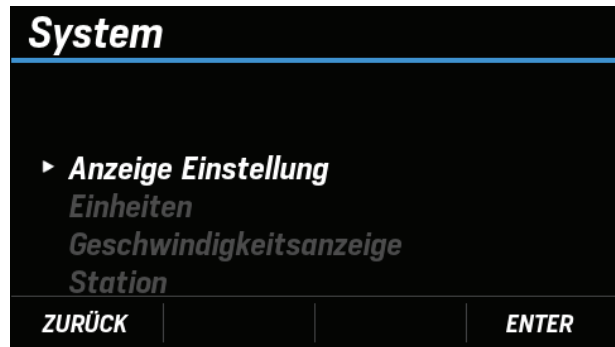 System
Anzeige Einstellung
Einheiten
Geschwindigkeitsanzeige
Station
ZURÜCK ENTER